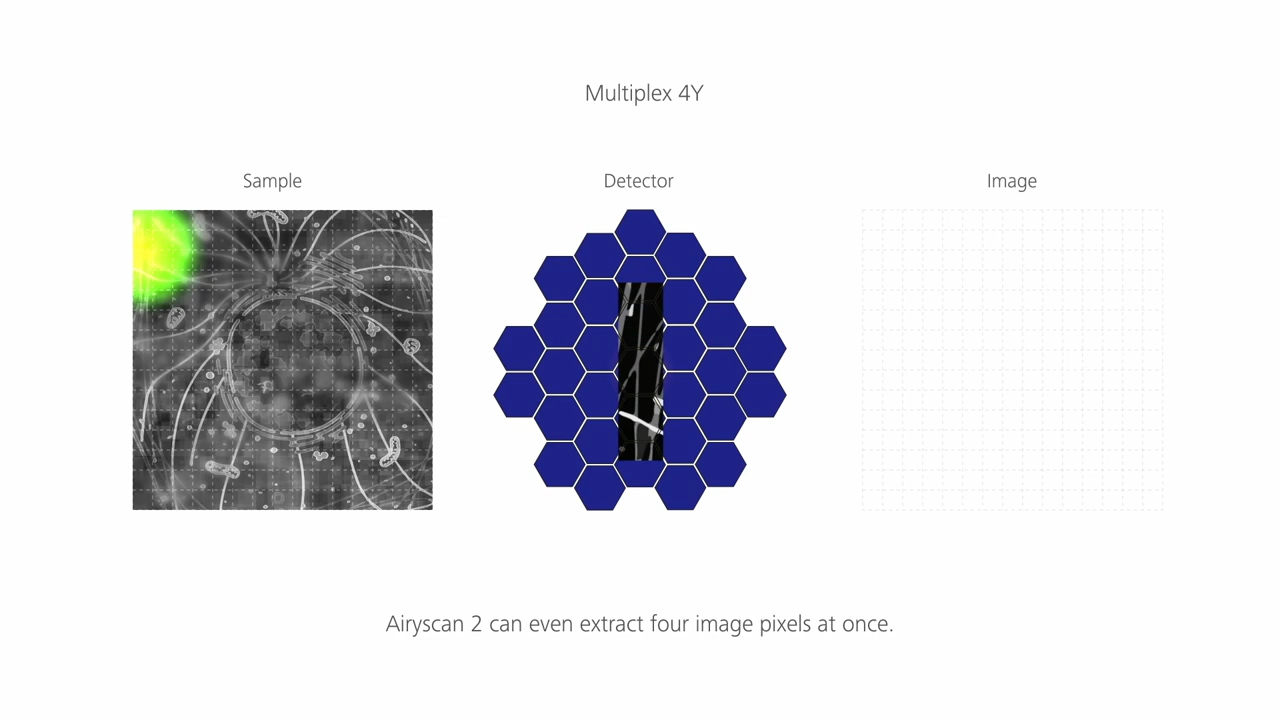 Multiplex 4Y
Sample
Detector
Image
Airyscan 2 can even extract four image pixels at once.